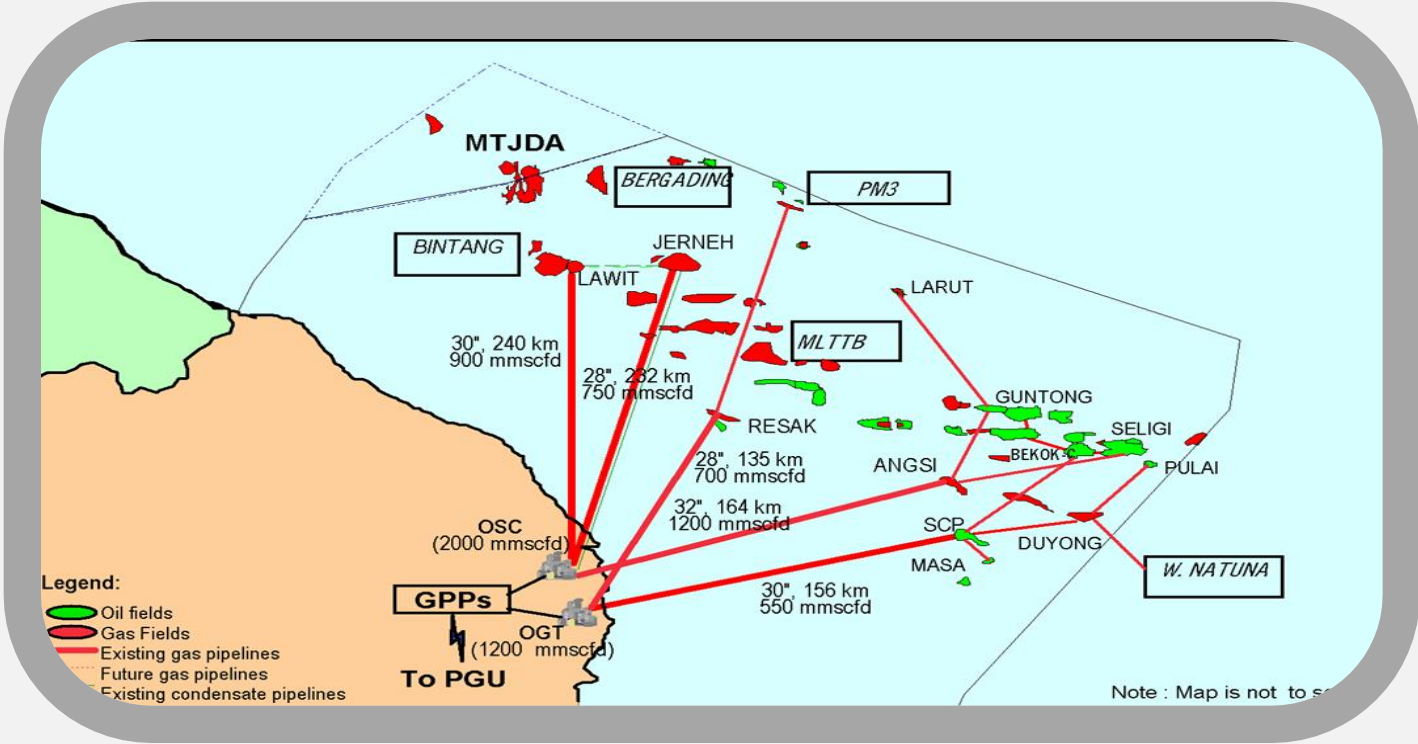 MTJDA
BERGADING
PM3
BINTANG
JERNEH
LAWIT
LARUT
30", 240 km
900 mmscfd
MLTTB
28", 232 km
750 mmscfd
GUNTONG
RESAK
SELIGI
BEKOK-C
ANGSI
PULAI
28", 135 km
700 mmscfd
32", 164 km
1200 mmscfd
OSC
(2000 mmscfd)
SCP
DUYONG
MASA
W. NATUNA
30", 156 km
550 mmscfd
GPPs
OGT
(1200 mmscfd)
To PGU
Legend:
Oil fields
Gas Fields
Existing gas pipelines
Future gas pipelines
Existing condensate pipelines
Note : Map is not to